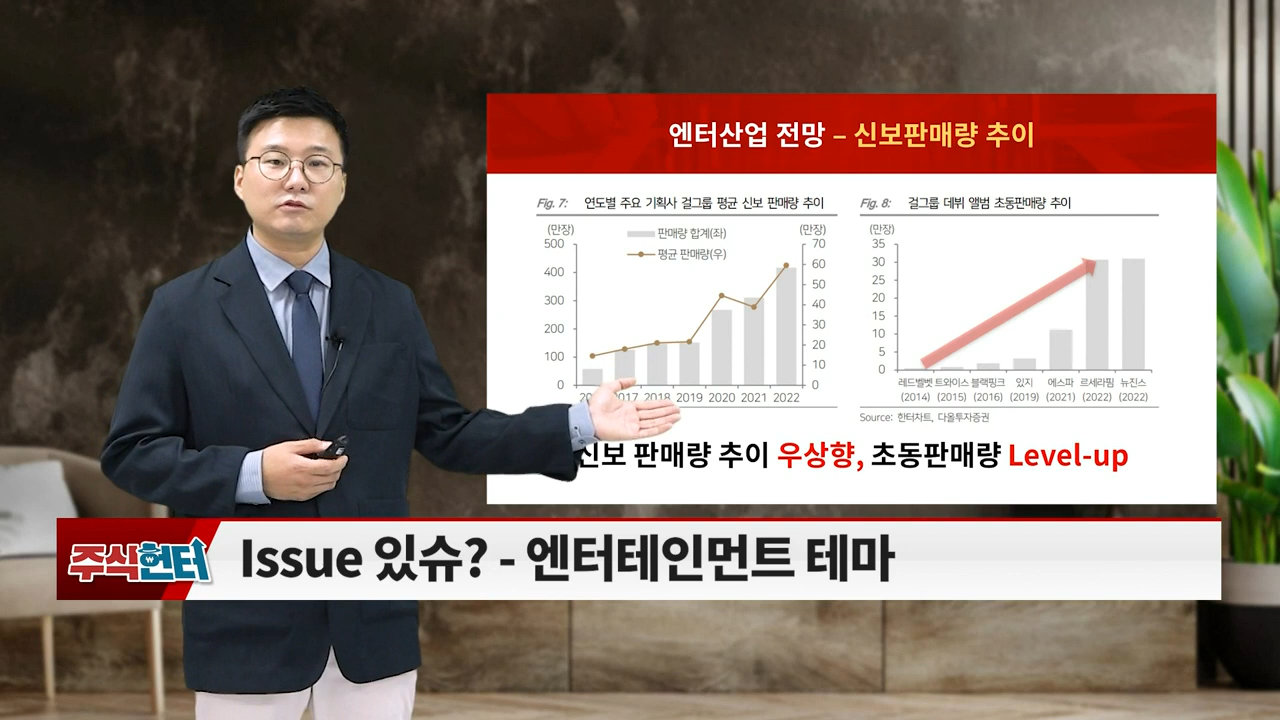 엔터산업 전망 – 신보판매량 추이
Fig. 7: 연도별 주요 기획사 걸그룹 평균 신보 판매량 추이
(만장)
(만장)
판매량 합계(좌)
평균 판매량(우)
500
400
300
200
100
0
70
60
50
40
30
20
10
0
2017 2018 2019 2020 2021 2022
Fig. 8: 걸그룹 데뷔 앨범 초동판매량 추이
(만장)
35
30
25
20
15
10
5
0
레드벨벳 트와이스 블랙핑크 있지 에스파 르세라핌 뉴진스
(2014) (2015) (2016) (2019) (2021) (2022) (2022)
Source: 한터차트, 다올투자증권
신보 판매량 추이 우상향, 초동판매량 Level-up
주식헌터
Issue 있슈? - 엔터테인먼트 테마